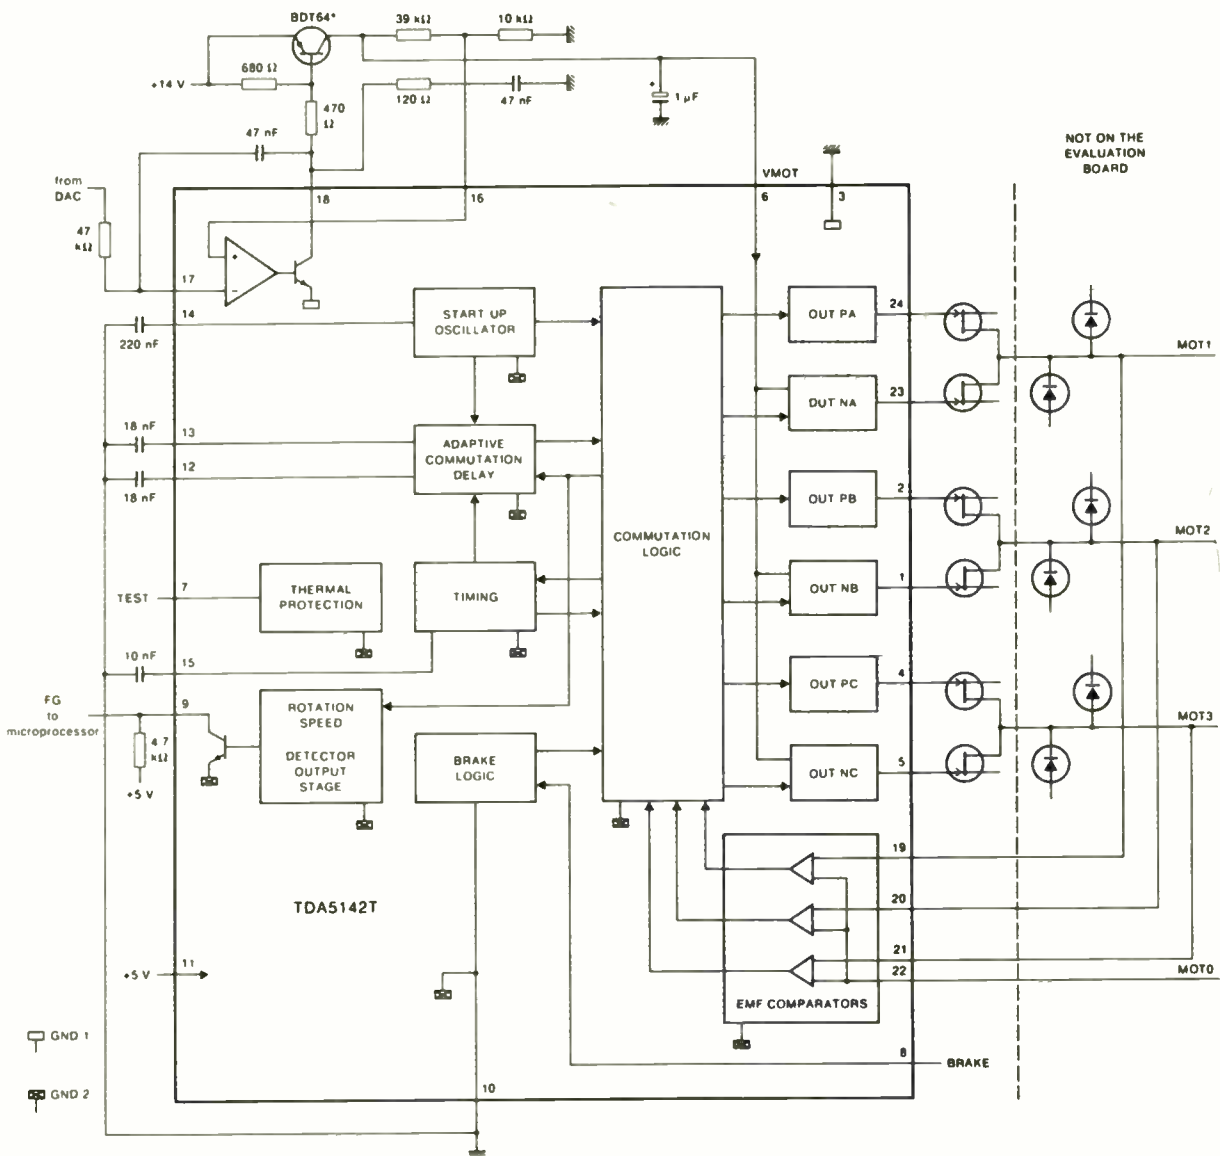 BDT64*
39 kΩ
10 kΩ
+14 V
680 Ω
120 Ω
47 nF
1 µF
+
470
Ω
47 nF
NOT ON THE
EVALUATION
BOARD
from
DAC
VMOT
18
16
6
3
47
kΩ
+
-
17
14
START UP
OSCILLATOR
OUT PA
24
220 nF
MOT1
18 nF
13
OUT NA
23
ADAPTIVE
COMMUTATION
DELAY
12
18 nF
OUT PB
2
COMMUTATION
LOGIC
MOT2
TEST
7
THERMAL
PROTECTION
TIMING
OUT NB
1
10 nF
15
OUT PC
4
FG
to
microprocessor
9
ROTATION
SPEED
DETECTOR
OUTPUT
STAGE
MOT3
4.7
kΩ
+5 V
BRAKE
LOGIC
OUT NC
5
19
20
TDA5142T
21
22
MOT0
+5 V
11
EMF COMPARATORS
GND 1
8
BRAKE
GND 2
10